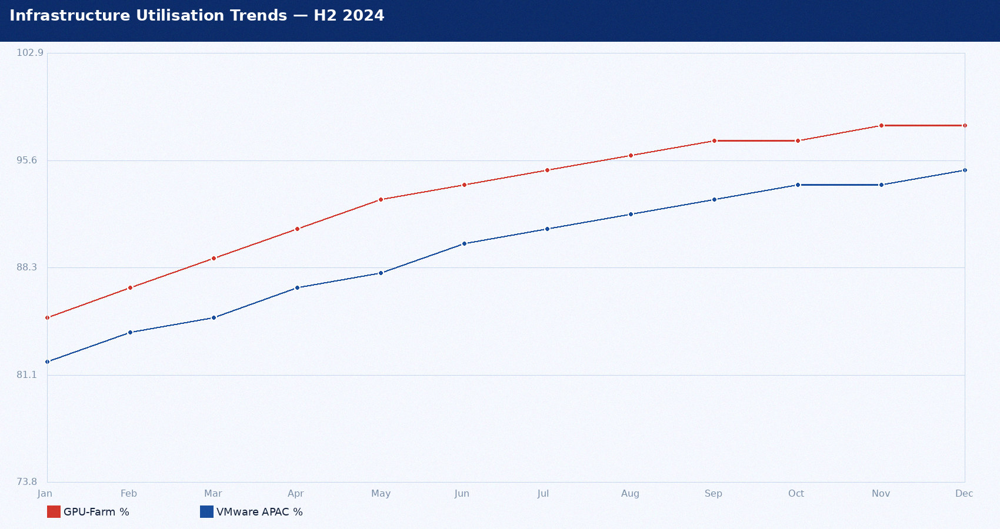 Infrastructure Utilisation Trends — H2 2024
102.9
95.6
88.3
81.1
73.8
Jan Feb Mar Apr May Jun Jul Aug Sep Oct Nov Dec
GPU-Farm % VMware APAC %